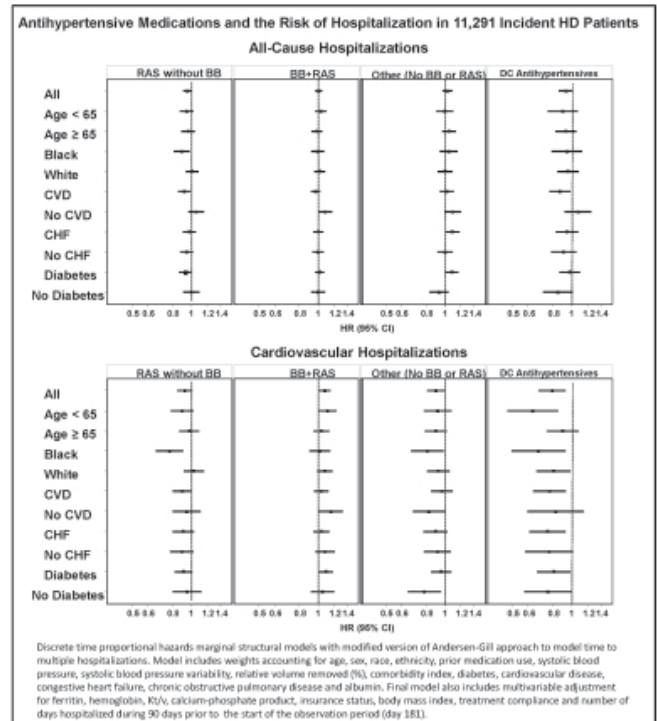 Antihypertensive Medications and the Risk of Hospitalization in 11,291 Incident HD Patients
All-Cause Hospitalizations
RAS without BB BB+RAS Other (No BB or RAS) DC Antihypertensives
All
Age < 65
Age ≥ 65
Black
White
CVD
No CVD
CHF
No CHF
Diabetes
No Diabetes
0.5 0.6 0.8 1 1.2 1.4 0.5 0.6 0.8 1 1.2 1.4 0.5 0.6 0.8 1 1.2 1.4 0.5 0.6 0.8 1 1.2 1.4
HR (95% CI)
Cardiovascular Hospitalizations
RAS without BB BB+RAS Other (No BB or RAS) DC Antihypertensives
All
Age < 65
Age ≥ 65
Black
White
CVD
No CVD
CHF
No CHF
Diabetes
No Diabetes
0.5 0.6 0.8 1 1.2 1.4 0.5 0.6 0.8 1 1.2 1.4 0.5 0.6 0.8 1 1.2 1.4 0.5 0.6 0.8 1 1.2 1.4
HR (95% CI)
Discrete time proportional hazards marginal structural models with modified version of Andersen-Gill approach to model time to
multiple hospitalizations. Model includes weights accounting for age, sex, race, ethnicity, prior medication use, systolic blood
pressure, systolic blood pressure variability, relative volume removed (%), comorbidity index, diabetes, cardiovascular disease,
congestive heart failure, chronic obstructive pulmonary disease and albumin. Final model also includes multivariable adjustment
for ferritin, hemoglobin, Kt/v, calcium-phosphate product, insurance status, body mass index, treatment compliance and number of
days hospitalized during 90 days prior to the start of the observation period (day 181).